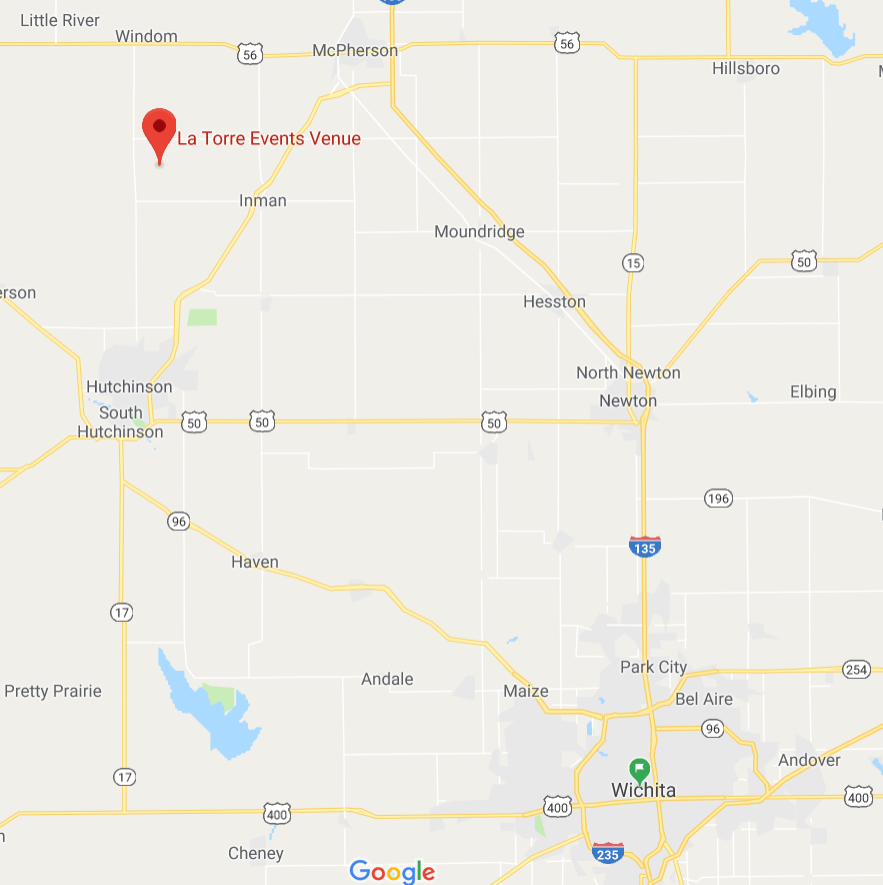 Little River
Windom
56
McPherson
56
Hillsboro
La Torre Events Venue
Inman
Moundridge
15
50
erson
Hesston
North Newton
Newton
Elbing
Hutchinson
South
Hutchinson
50
50
50
196
96
135
Haven
17
Park City
254
Andale
Pretty Prairie
Maize
Bel Aire
96
Andover
17
Wichita
400
400
400
Cheney
235
Google